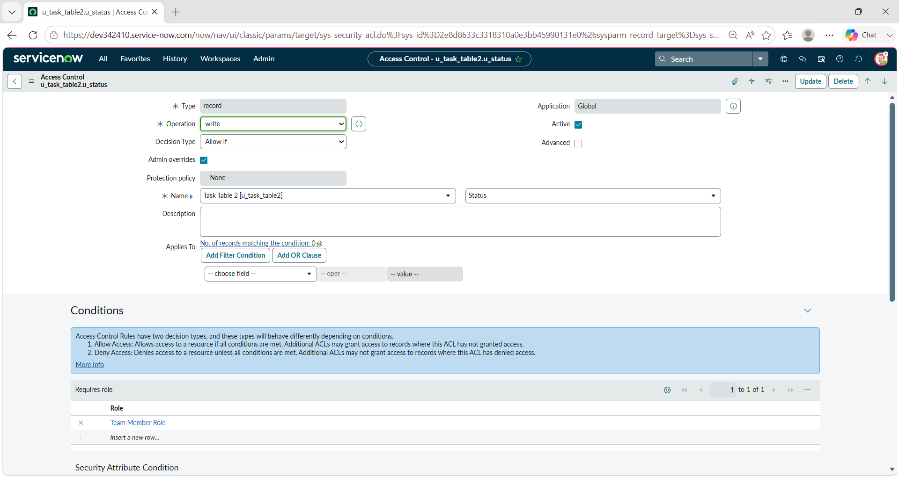 u_task_table2.u_status | Access Co
https://dev342410.service-now.com/now/nav/ui/classic/params/target/sys_security_acl.do%3Fsys_id%3D2e8d8b33c3318310a0e3bb45990131e0%26sysparm_record_target%3Dsys_s...
Chat
servicenow
All
Favorites
History
Workspaces
Admin
Access Control - u_task_table2.u_status
Search
Access Control
u_task_table2.u_status
Update
Delete
Type
record
Application
Global
Operation
write
Active
Decision Type
Allow If
Advanced
Admin overrides
Protection policy
-- None
Name
Task Table 2 [u_task_table2]
Status
Description
Applies To
No. of records matching the condition: 0
Add Filter Condition
Add OR Clause
-- choose field --
-- oper --
-- value --
Conditions
Access Control Rules have two decision types, and these types will behave differently depending on conditions.
1. Allow Access: Allows access to a resource if all conditions are met. Additional ACLs may grant access to records where this ACL has not granted access.
2. Deny Access: Denies access to a resource unless all conditions are met. Additional ACLs may not grant access to records where this ACL has denied access.
More Info
Requires role
1 to 1 of 1
Role
Team Member Role
Insert a new row...
Security Attribute Condition